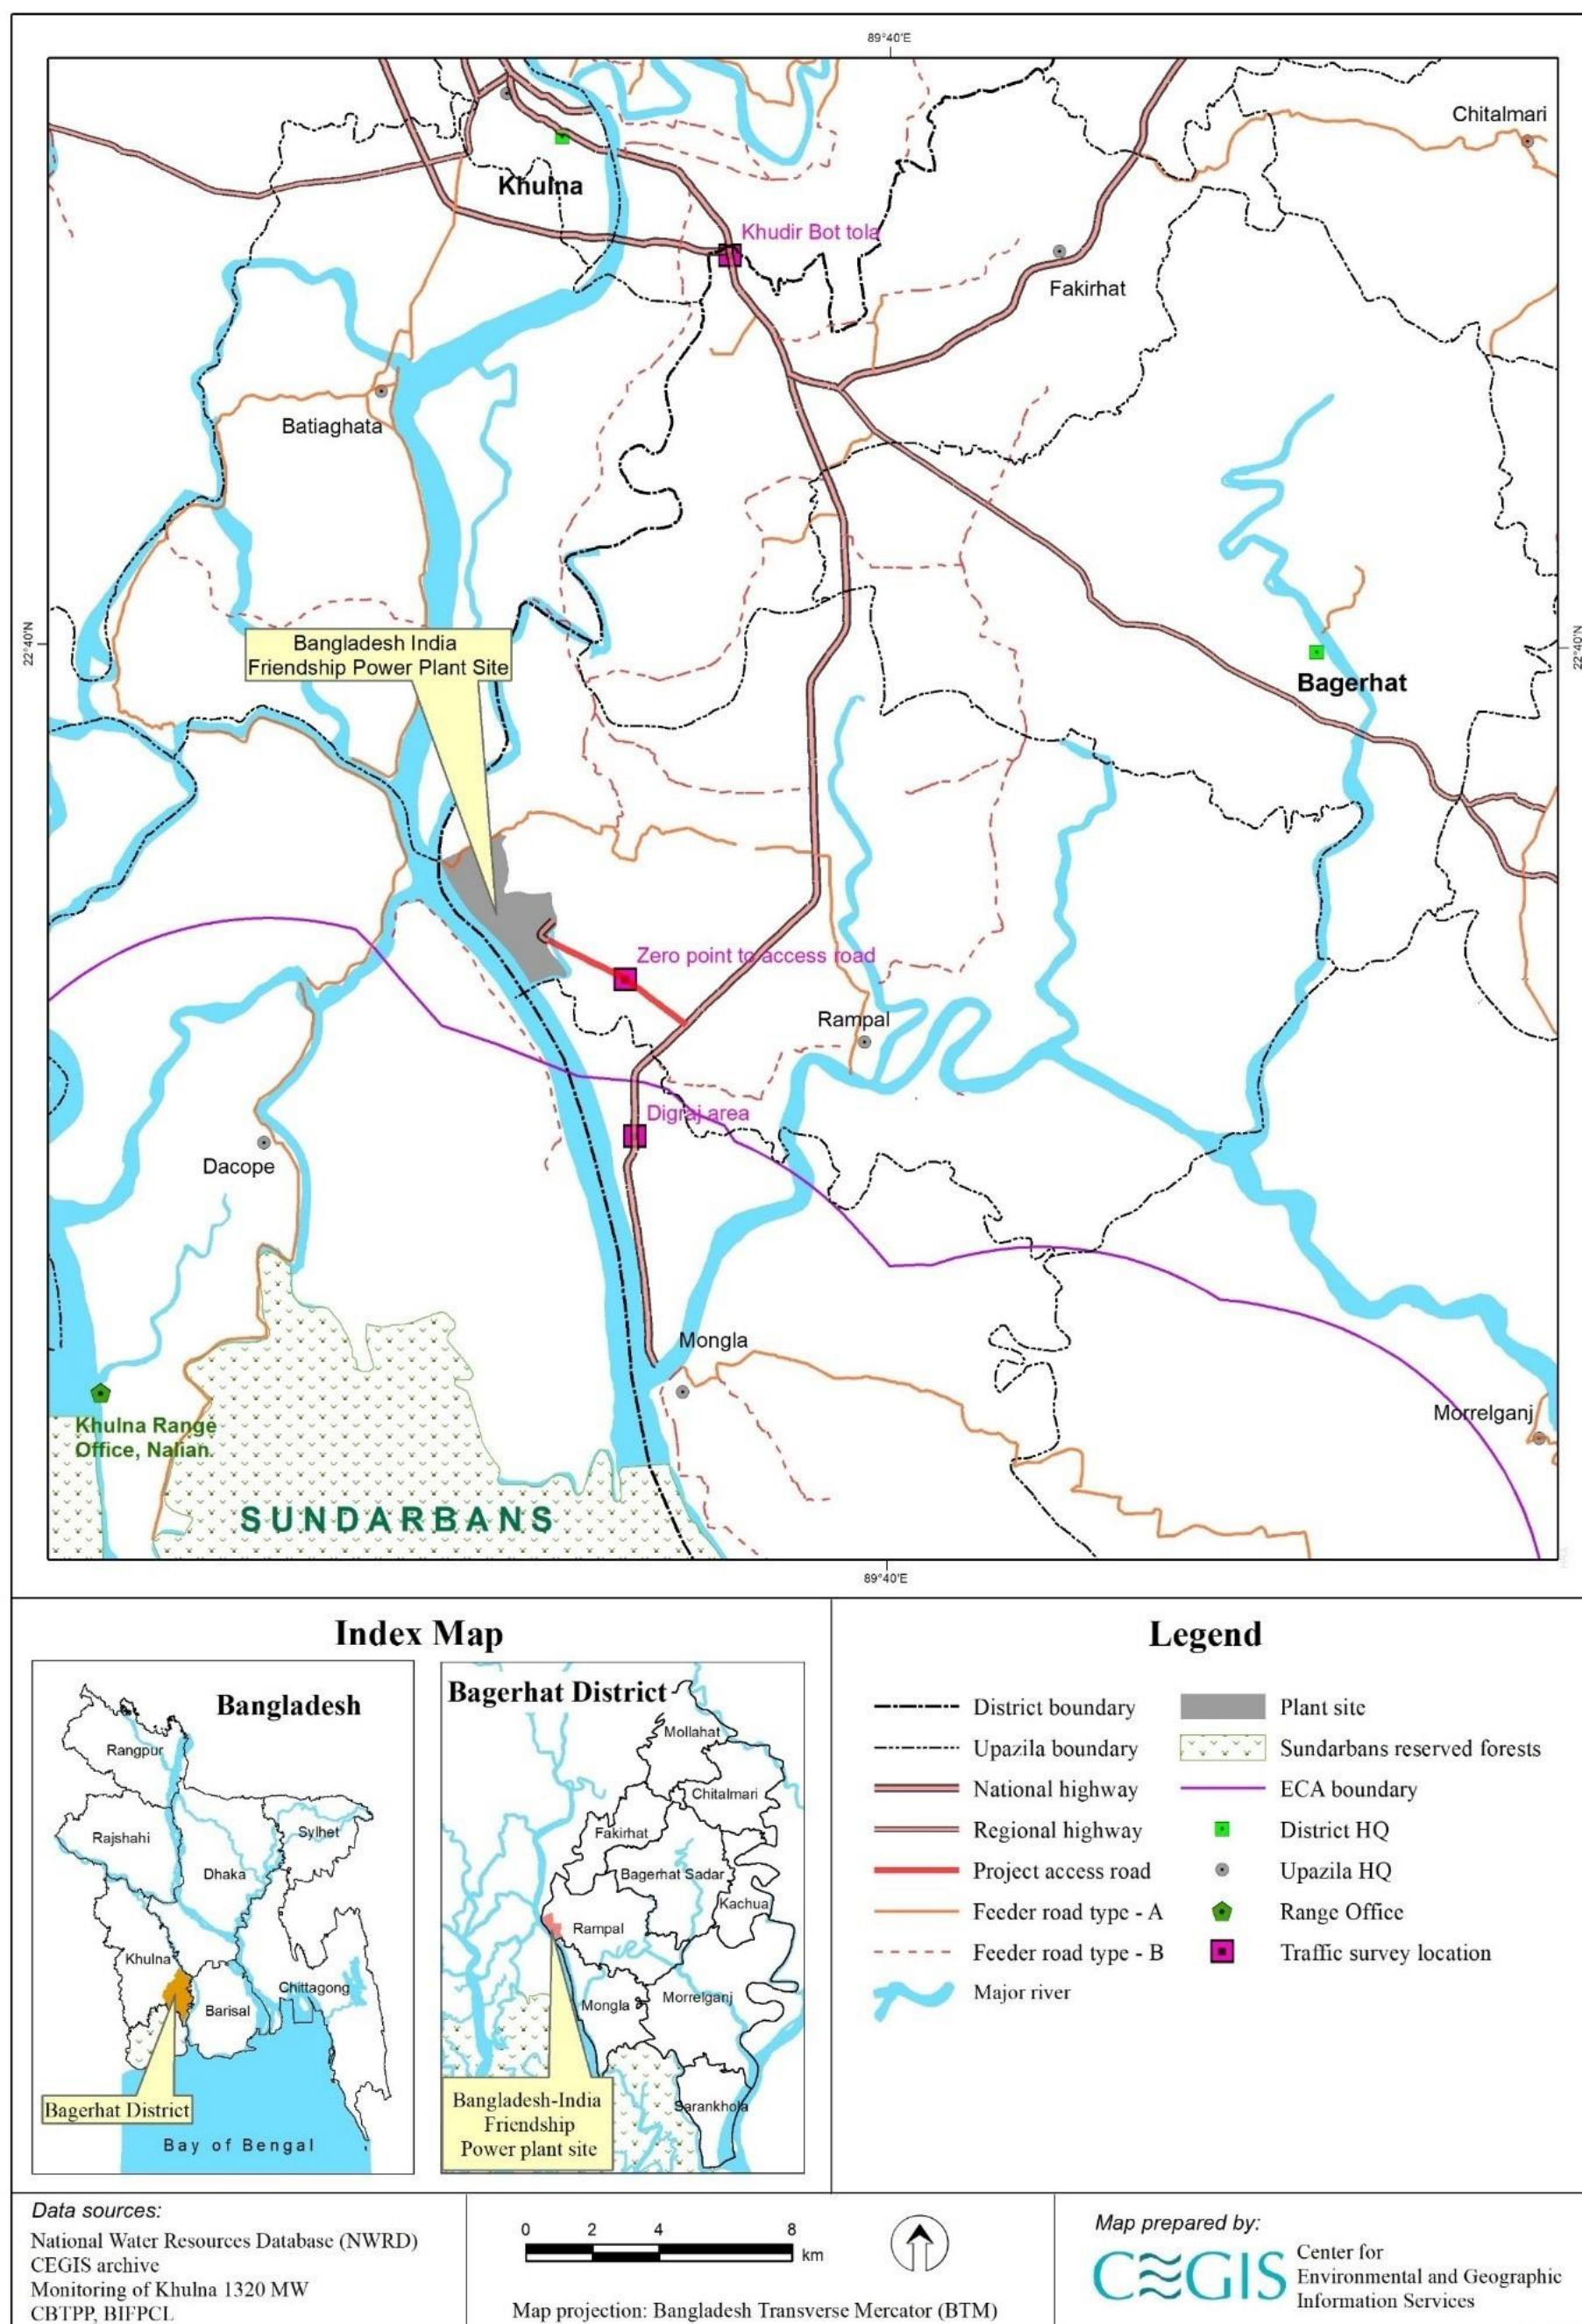 89°40'E
Chitalmari
Khulna
Khudir Bot tola
Fakirhat
Batiaghata
22°40'N
22°40'N
Bangladesh India
Friendship Power Plant Site
Bagerhat
Zero point to access road
Rampal
Digraj area
Dacope
Mongla
Morrelganj
Khulna Range
Office, Nalian
SUNDARBANS
89°40'E
Index Map
Bangladesh
Rangpur
Rajshahi
Sylhet
Dhaka
Khulna
Chittagong
Barisal
Bagerhat District
Bay of Bengal
Bagerhat District
Mollahat
Chitalmari
Fakirhat
Bagerhat Sadar
Kachua
Rampal
Mongla
Morrelganj
Sarankhola
Bangladesh-India
Friendship
Power plant site
Legend
District boundary
Upazila boundary
National highway
Regional highway
Project access road
Feeder road type - A
Feeder road type - B
Major river
Plant site
Sundarbans reserved forests
ECA boundary
District HQ
Upazila HQ
Range Office
Traffic survey location
Data sources:
National Water Resources Database (NWRD)
CEGIS archive
Monitoring of Khulna 1320 MW
CBTPP, BIFPCL
0 2 4 8
km
Map projection: Bangladesh Transverse Mercator (BTM)
Map prepared by:
CEGIS
Center for
Environmental and Geographic
Information Services